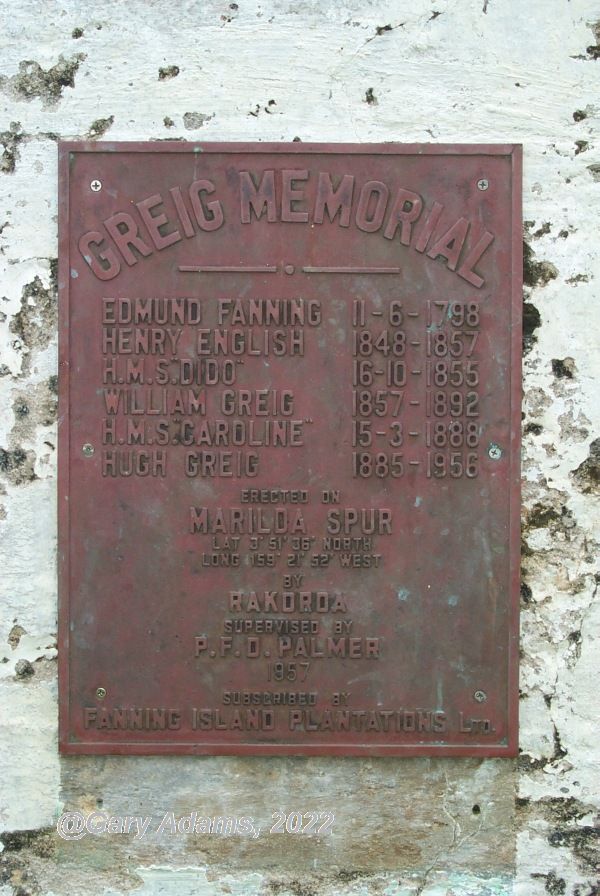 GREIG MEMORIAL
EDMUND FANNING 11-6-1798
HENRY ENGLISH 1848-1857
H.M.S."DIDO" 16-10-1855
WILLIAM GREIG 1857-1892
H.M.S."CAROLINE" 15-3-1888
HUGH GREIG 1885-1956
ERECTED ON
MARILDA SPUR
LAT 3° 51' 36" NORTH
LONG 159° 21' 52" WEST
BY
RAKOROA
SUPERVISED BY
P.F.D. PALMER
1957
SUBSCRIBED BY
FANNING ISLAND PLANTATIONS LTD.
@Gary Adams, 2022